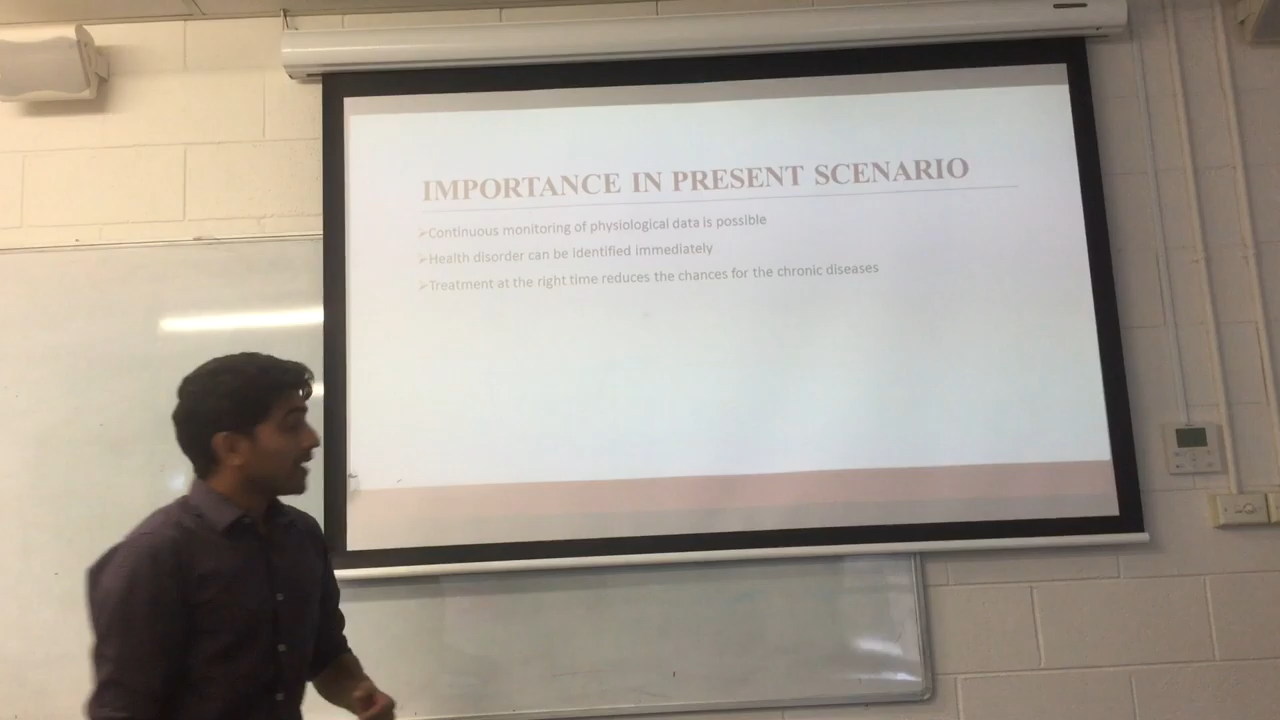 IMPORTANCE IN PRESENT SCENARIO
➢Continuous monitoring of physiological data is possible
➢Health disorder can be identified immediately
➢Treatment at the right time reduces the chances for the chronic diseases